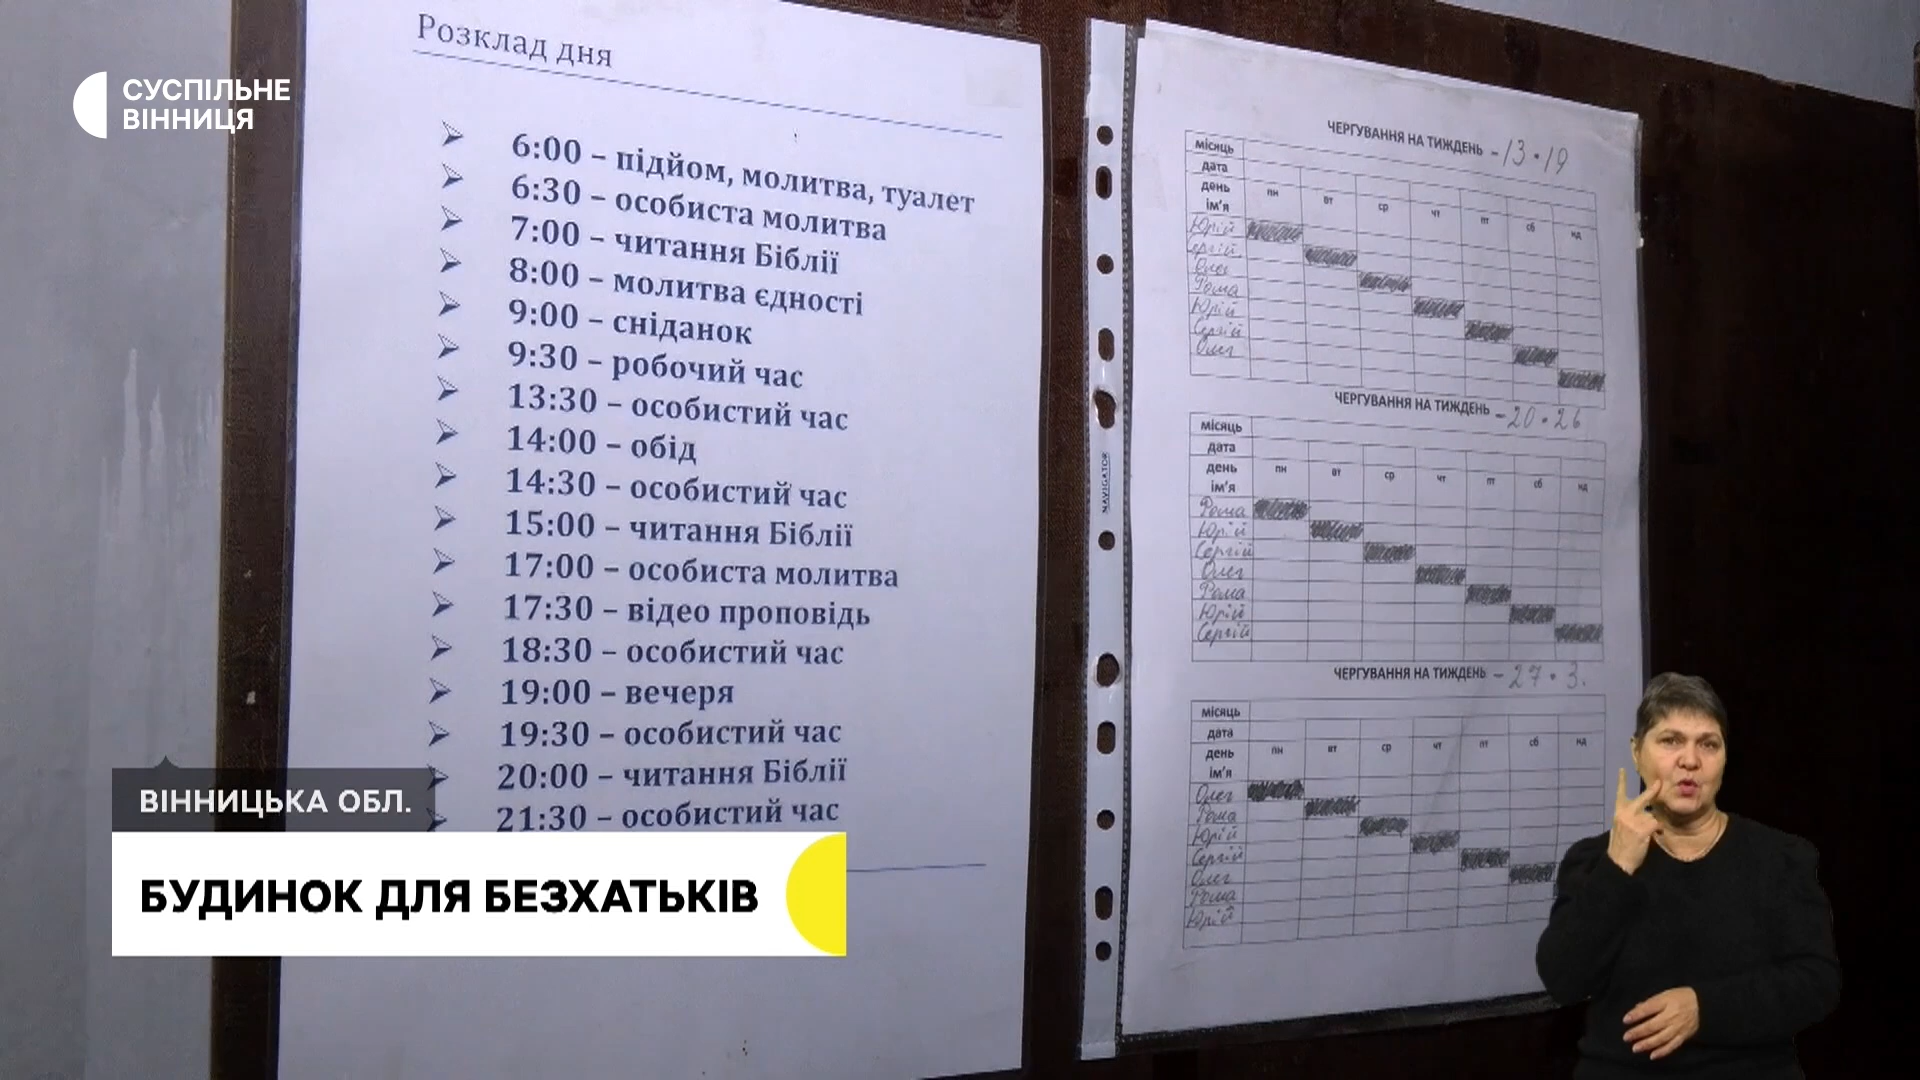 СУСПІЛЬНЕ
ВІННИЦЯ
Розклад дня
6:00 – підйом, молитва, туалет
6:30 – особиста молитва
7:00 – читання Біблії
8:00 – молитва єдності
9:00 – сніданок
9:30 – робочий час
13:30 – особистий час
14:00 – обід
14:30 – особистий час
15:00 – читання Біблії
17:00 – особиста молитва
17:30 – відео проповідь
18:30 – особистий час
19:00 – вечеря
19:30 – особистий час
20:00 – читання Біблії
21:30 – особистий час
NAVIGATOR
ЧЕРГУВАННЯ НА ТИЖДЕНЬ – 13 • 19
місяць
дата
день пн вт ср чт пт сб нд
ім'я
Юрій
Сергій
Олег
Рома
Юрій
Сергій
Олег
ЧЕРГУВАННЯ НА ТИЖДЕНЬ – 20 • 26
місяць
дата
день пн вт ср чт пт сб нд
ім'я
Рома
Юрій
Сергій
Олег
Рома
Юрій
Сергій
ЧЕРГУВАННЯ НА ТИЖДЕНЬ – 27 • 3.
місяць
дата
день пн вт ср чт пт сб нд
ім'я
Олег
Рома
Юрій
Сергій
Олег
Рома
Юрій
ВІННИЦЬКА ОБЛ.
БУДИНОК ДЛЯ БЕЗХАТЬКІВ